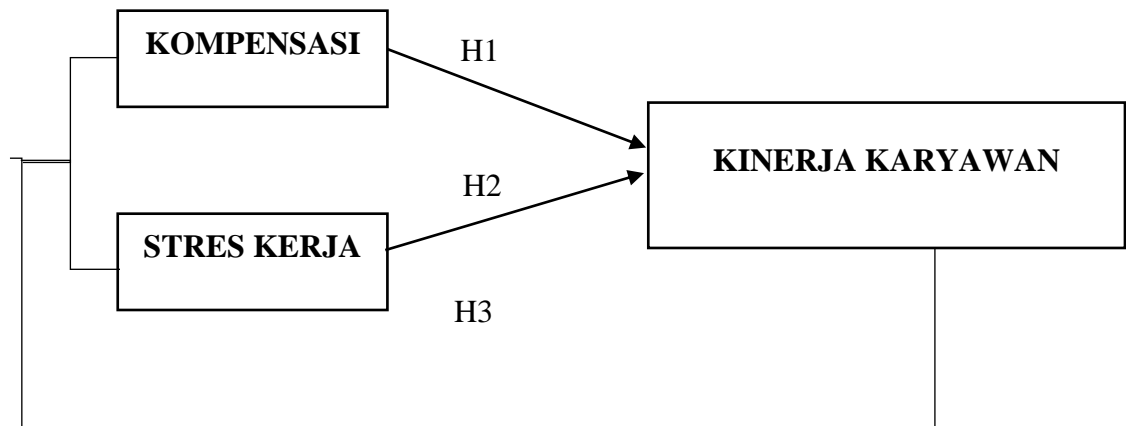 KOMPENSASI
H1
KINERJA KARYAWAN
H2
STRES KERJA
H3